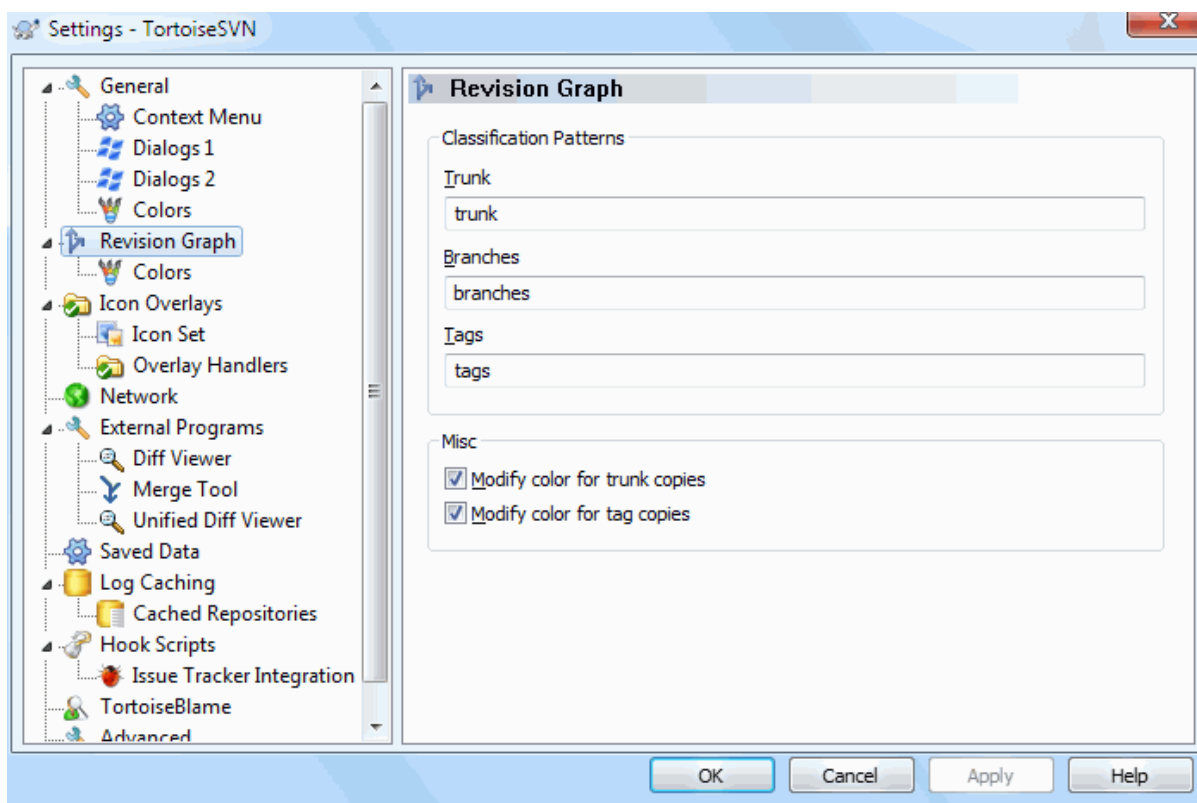 Settings - TortoiseSVN
General
Context Menu
Dialogs 1
Dialogs 2
Colors
Revision Graph
Colors
Icon Overlays
Icon Set
Overlay Handlers
Network
External Programs
Diff Viewer
Merge Tool
Unified Diff Viewer
Saved Data
Log Caching
Cached Repositories
Hook Scripts
Issue Tracker Integration
TortoiseBlame
Advanced
Revision Graph
Classification Patterns
Trunk
trunk
Branches
branches
Tags
tags
Misc
Modify color for trunk copies
Modify color for tag copies
OK
Cancel
Apply
Help